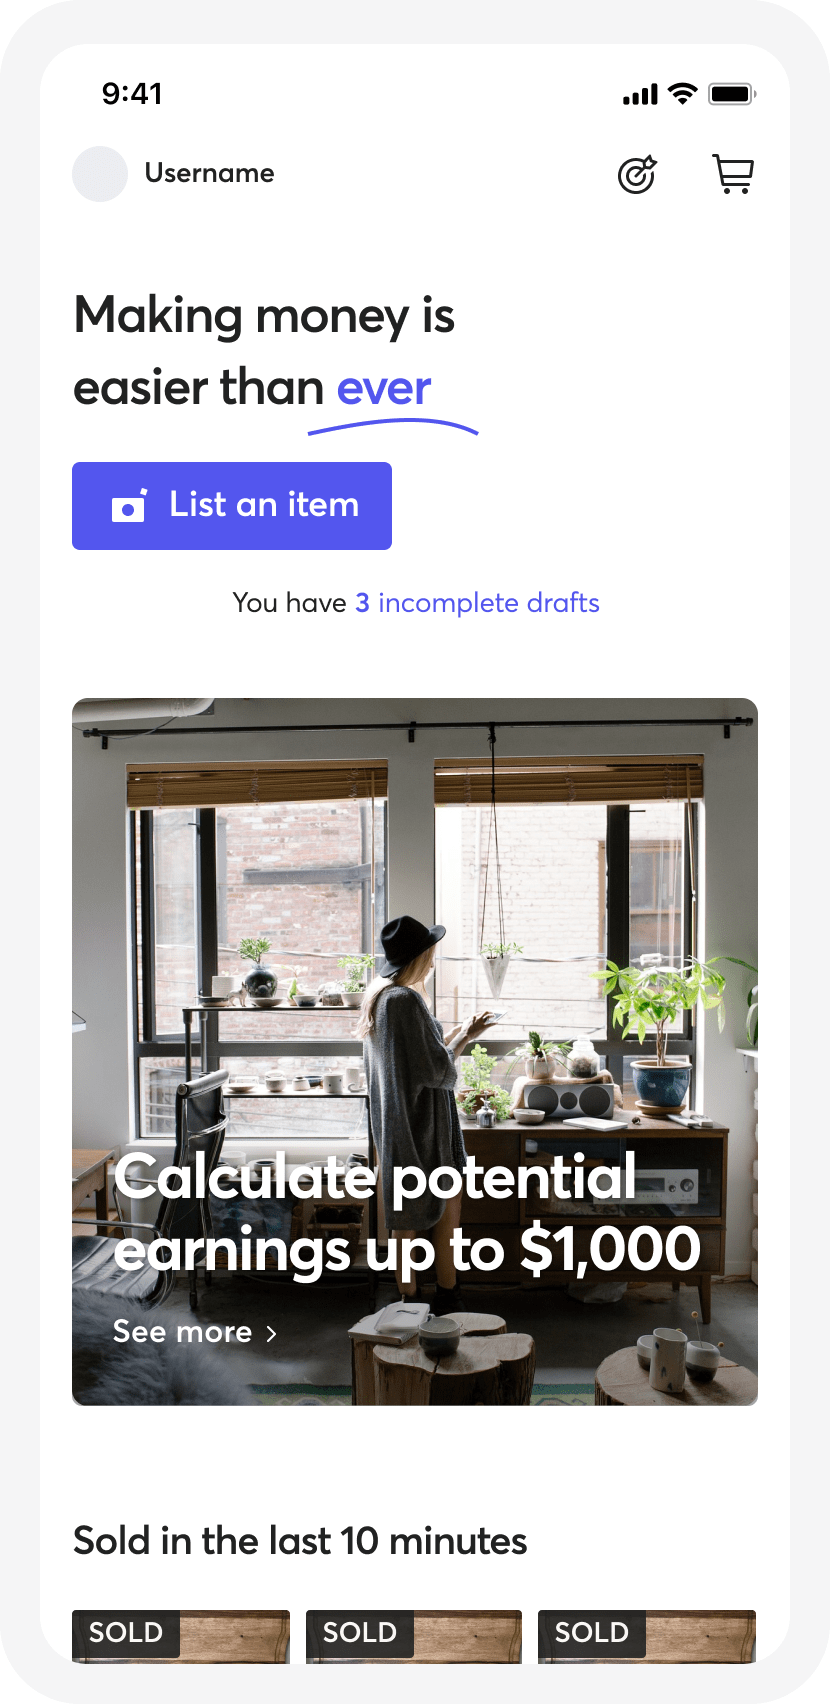 9:41
Username
Making money is
easier than ever
List an item
You have 3 incomplete drafts
Calculate potential
earnings up to $1,000
See more
Sold in the last 10 minutes
SOLD
SOLD
SOLD